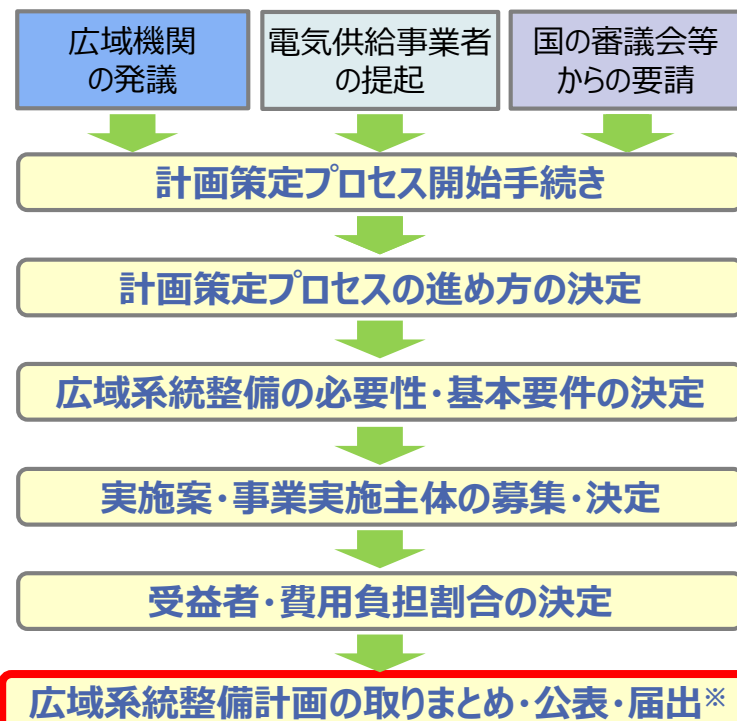 広域機関
の発議
電気供給事業者
の提起
国の審議会等
からの要請
計画策定プロセス開始手続き
計画策定プロセスの進め方の決定
広域系統整備の必要性・基本要件の決定
実施案・事業実施主体の募集・決定
受益者・費用負担割合の決定
広域系統整備計画の取りまとめ・公表・届出※